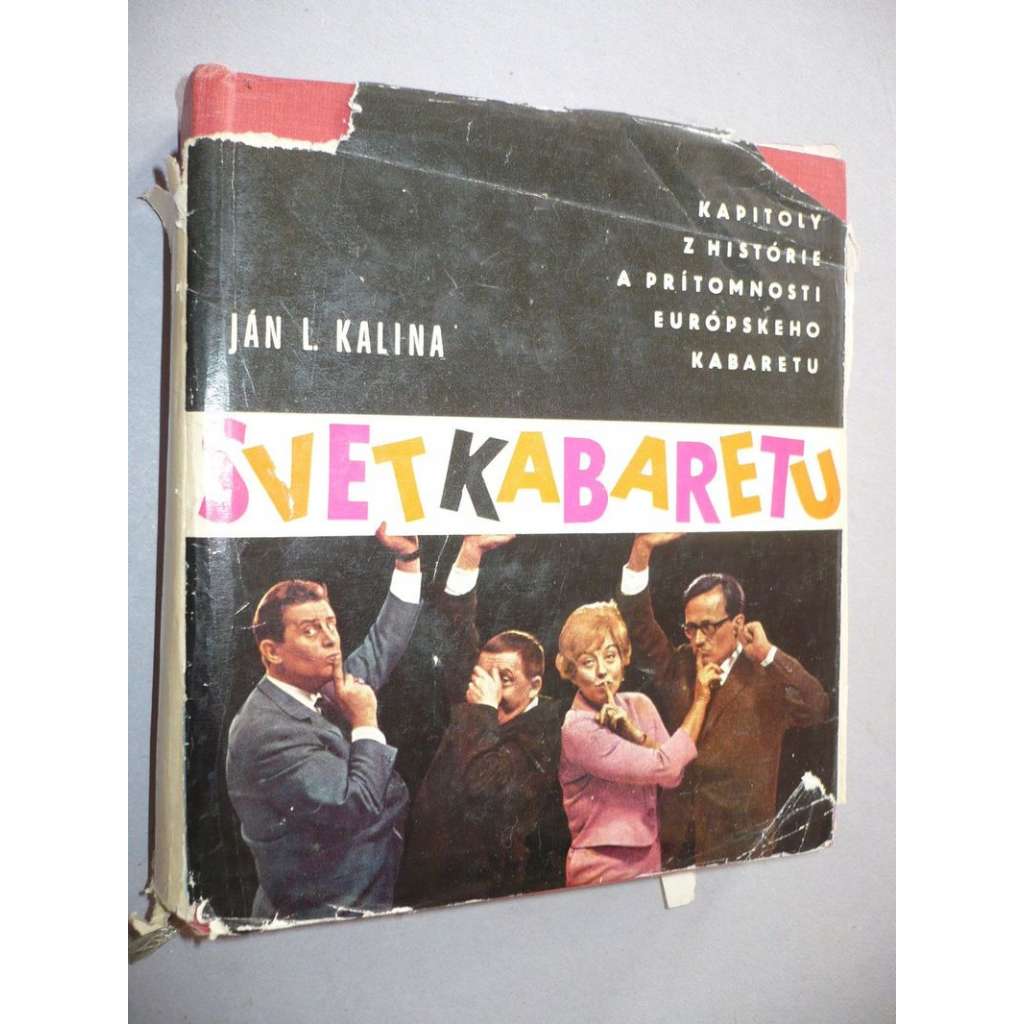 KAPITOLY
Z HISTÓRIE
A PRÍTOMNOSTI
EURÓPSKEHO
KABARETU
JÁN L. KALINA
SVET KABARETU